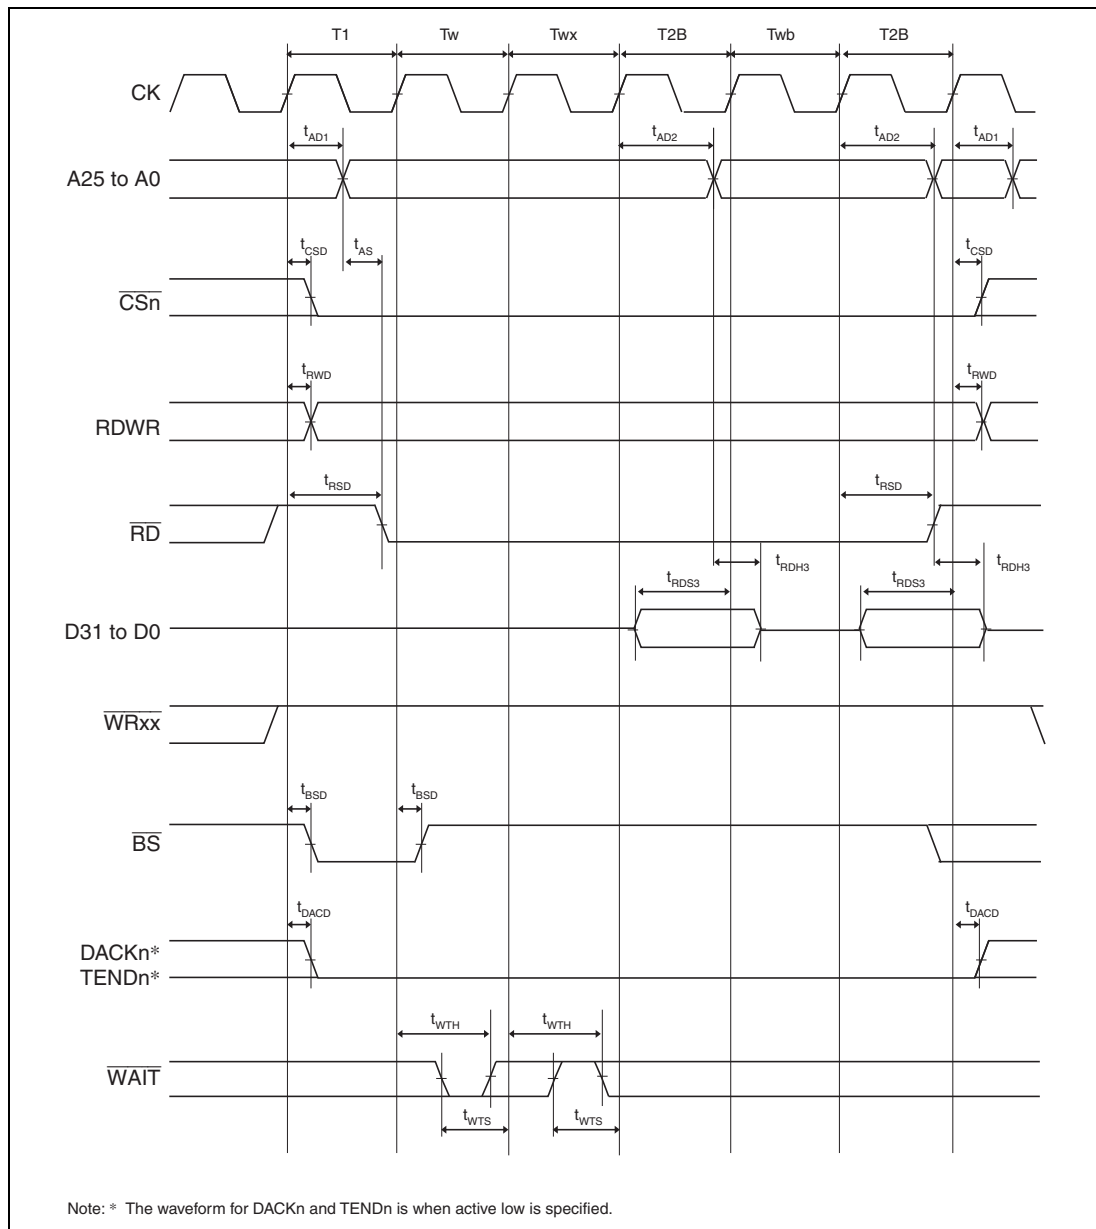 T1 Tw Twx T2B Twb T2B
CK
tAD1 tAD2 tAD2 tAD1
A25 to A0
tCSD tAS tCSD
CSn
tRWD tRWD
RDWR
tRSD tRSD
RD
tRDH3 tRDH3
tRDS3 tRDS3
D31 to D0
WRxx
tBSD tBSD
BS
tDACD tDACD
DACKn*
TENDn*
tWTH tWTH
WAIT
tWTS tWTS
Note: * The waveform for DACKn and TENDn is when active low is specified.